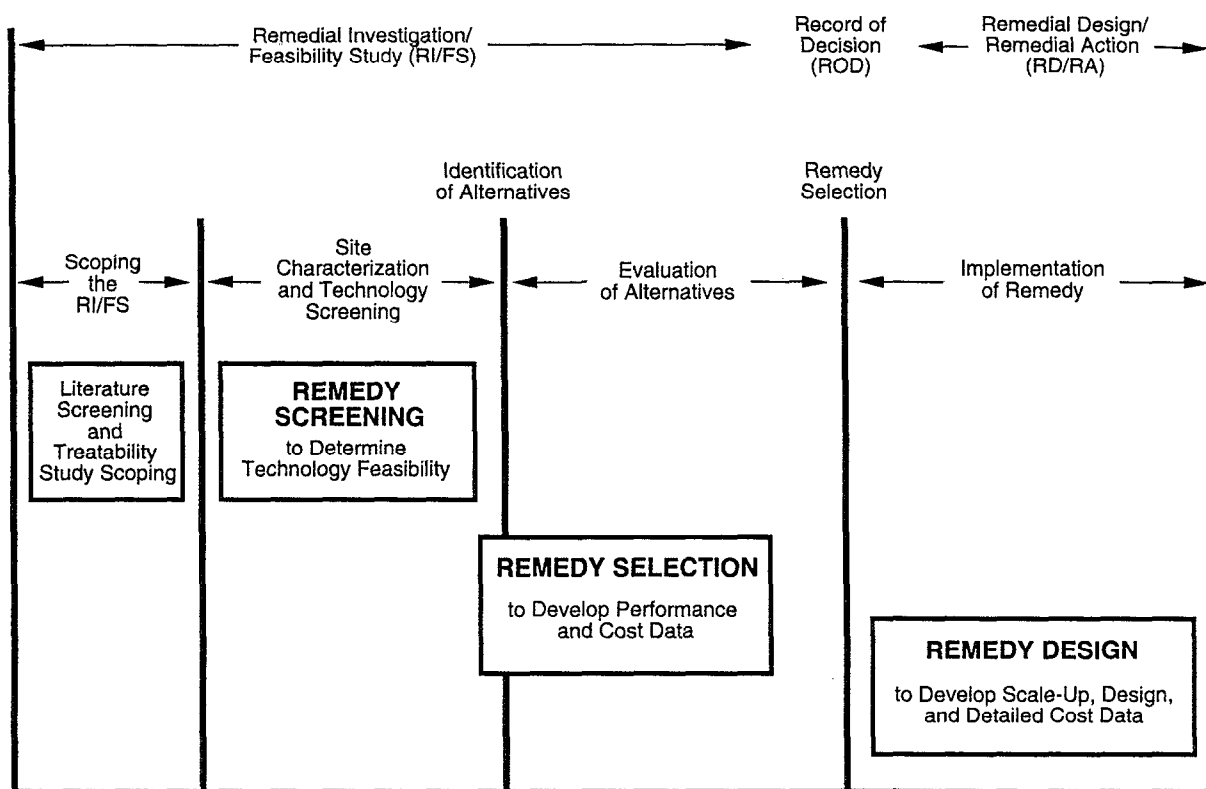 Remedial Investigation/
Feasibility Study (RI/FS)
Record of
Decision
(ROD)
Remedial Design/
Remedial Action
(RD/RA)
Identification
of Alternatives
Remedy
Selection
Scoping
the
RI/FS
Site
Characterization
and Technology
Screening
Evaluation
of Alternatives
Implementation
of Remedy
Literature
Screening
and
Treatability
Study Scoping
REMEDY
SCREENING
to Determine
Technology Feasibility
REMEDY SELECTION
to Develop Performance
and Cost Data
REMEDY DESIGN
to Develop Scale-Up, Design,
and Detailed Cost Data